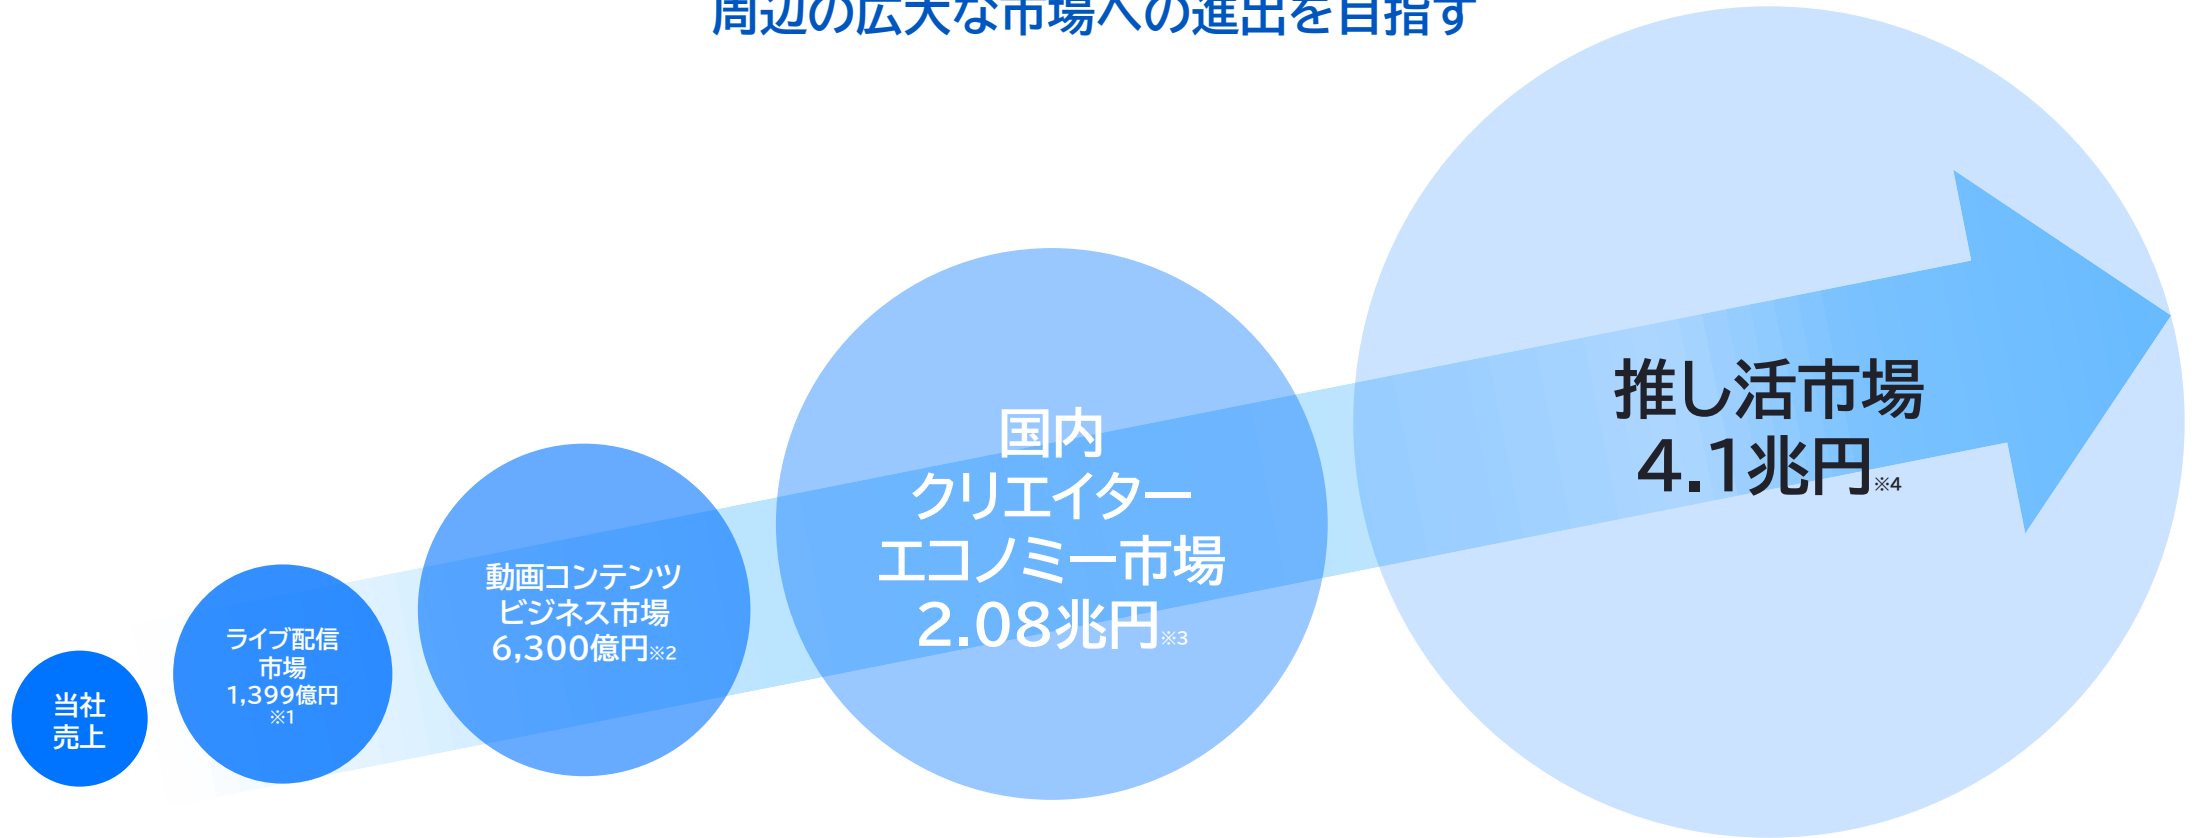 周辺の広大な市場への進出を目指す
当社
売上
ライブ配信
市場
1,399億円
※1
動画コンテンツ
ビジネス市場
6,300億円※2
国内
クリエイター
エコノミー市場
2.08兆円※3
推し活市場
4.1兆円※4